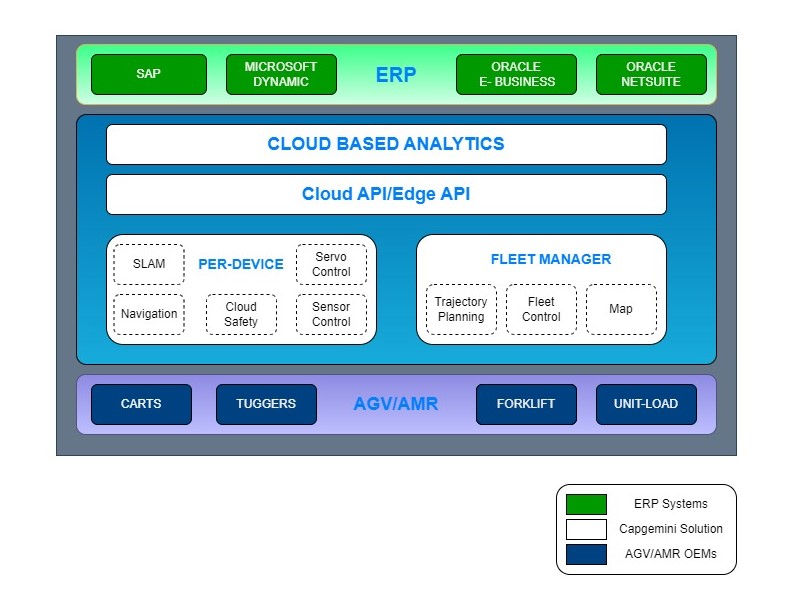 SAP
MICROSOFT
DYNAMIC
ERP
ORACLE
E- BUSINESS
ORACLE
NETSUITE
CLOUD BASED ANALYTICS
Cloud API/Edge API
SLAM
PER-DEVICE
Servo
Control
Navigation
Cloud
Safety
Sensor
Control
FLEET MANAGER
Trajectory
Planning
Fleet
Control
Map
CARTS
TUGGERS
AGV/AMR
FORKLIFT
UNIT-LOAD
ERP Systems
Capgemini Solution
AGV/AMR OEMs